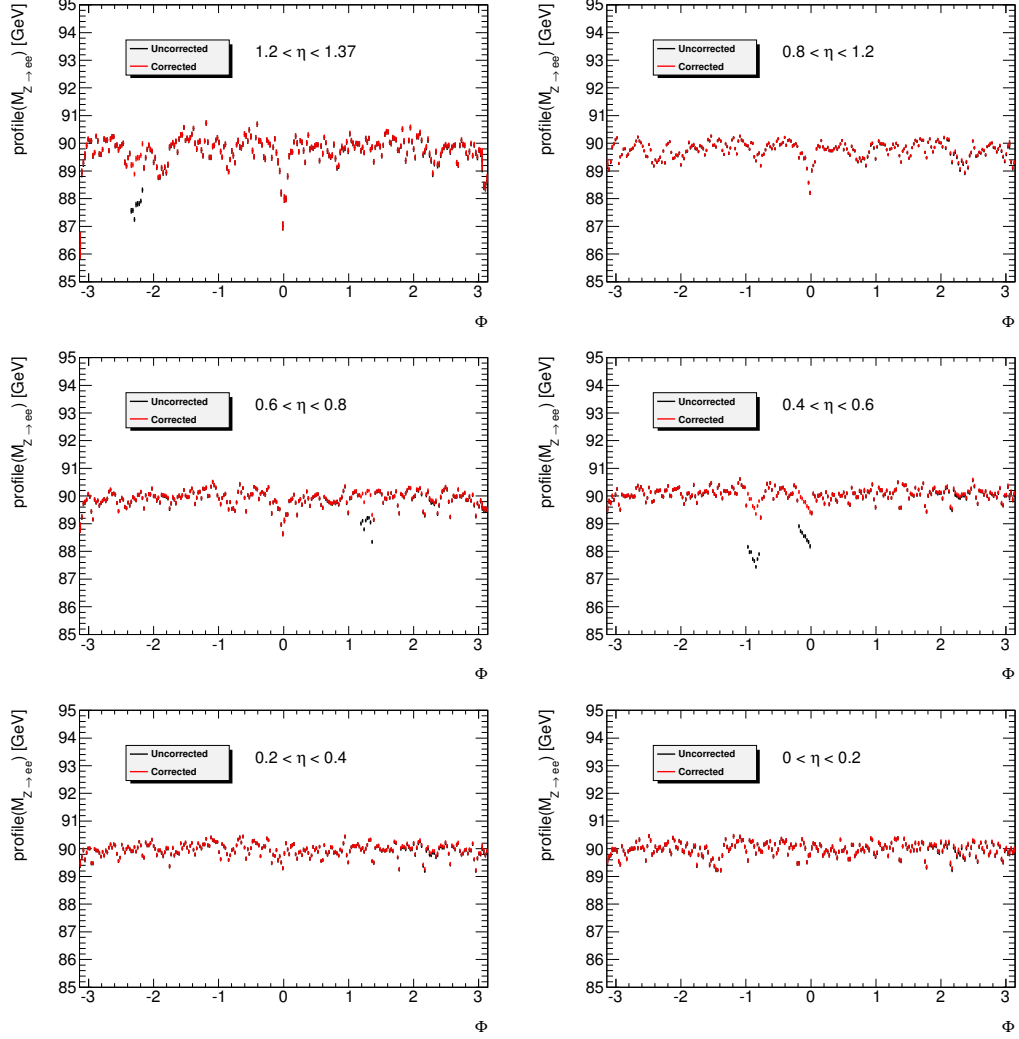 profile(M_{Z → ee}) [GeV]
95
94
93
92
91
90
89
88
87
86
85
Uncorrected
Corrected
1.2 < η < 1.37
-3 -2 -1 0 1 2 3
Φ
profile(M_{Z → ee}) [GeV]
95
94
93
92
91
90
89
88
87
86
85
Uncorrected
Corrected
0.8 < η < 1.2
-3 -2 -1 0 1 2 3
Φ
profile(M_{Z → ee}) [GeV]
95
94
93
92
91
90
89
88
87
86
85
Uncorrected
Corrected
0.6 < η < 0.8
-3 -2 -1 0 1 2 3
Φ
profile(M_{Z → ee}) [GeV]
95
94
93
92
91
90
89
88
87
86
85
Uncorrected
Corrected
0.4 < η < 0.6
-3 -2 -1 0 1 2 3
Φ
profile(M_{Z → ee}) [GeV]
95
94
93
92
91
90
89
88
87
86
85
Uncorrected
Corrected
0.2 < η < 0.4
-3 -2 -1 0 1 2 3
Φ
profile(M_{Z → ee}) [GeV]
95
94
93
92
91
90
89
88
87
86
85
Uncorrected
Corrected
0 < η < 0.2
-3 -2 -1 0 1 2 3
Φ